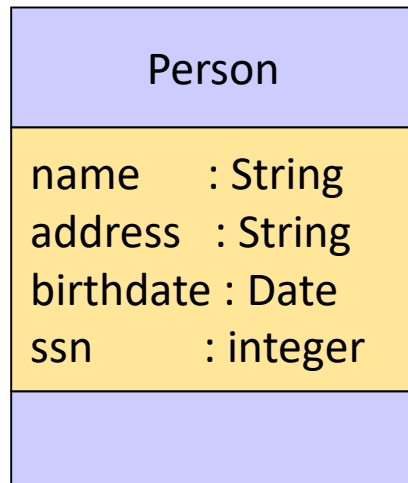 Person
name : String
address : String
birthdate : Date
ssn : integer